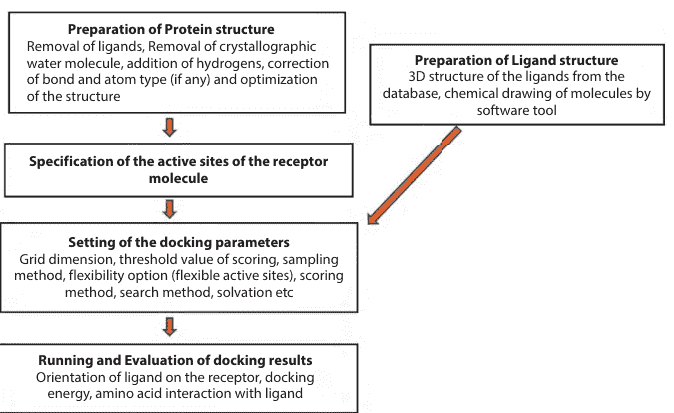 Preparation of Protein structure
Removal of ligands, Removal of crystallographic
water molecule, addition of hydrogens, correction
of bond and atom type (if any) and optimization
of the structure
Preparation of Ligand structure
3D structure of the ligands from the
database, chemical drawing of molecules by
software tool
Specification of the active sites of the receptor
molecule
Setting of the docking parameters
Grid dimension, threshold value of scoring, sampling
method, flexibility option (flexible active sites), scoring
method, search method, solvation etc
Running and Evaluation of docking results
Orientation of ligand on the receptor, docking
energy, amino acid interaction with ligand